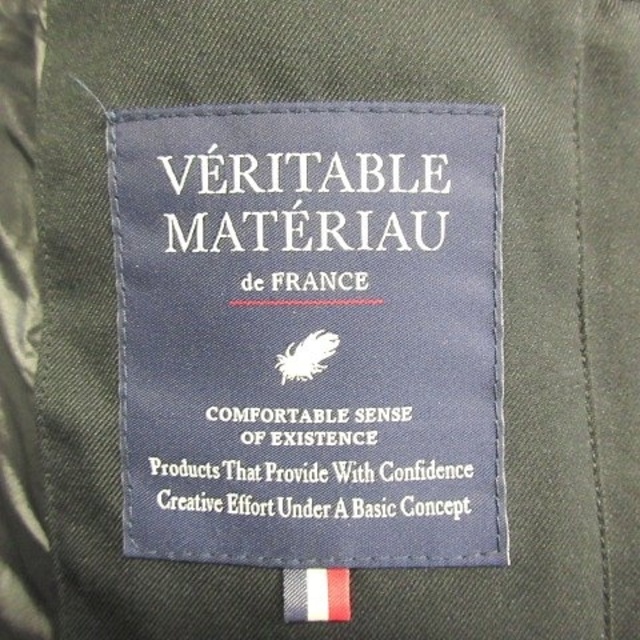 VÉRITABLE
MATÉRIAU
de FRANCE
COMFORTABLE SENSE
OF EXISTENCE
Products That Provide With Confidence
Creative Effort Under A Basic Concept